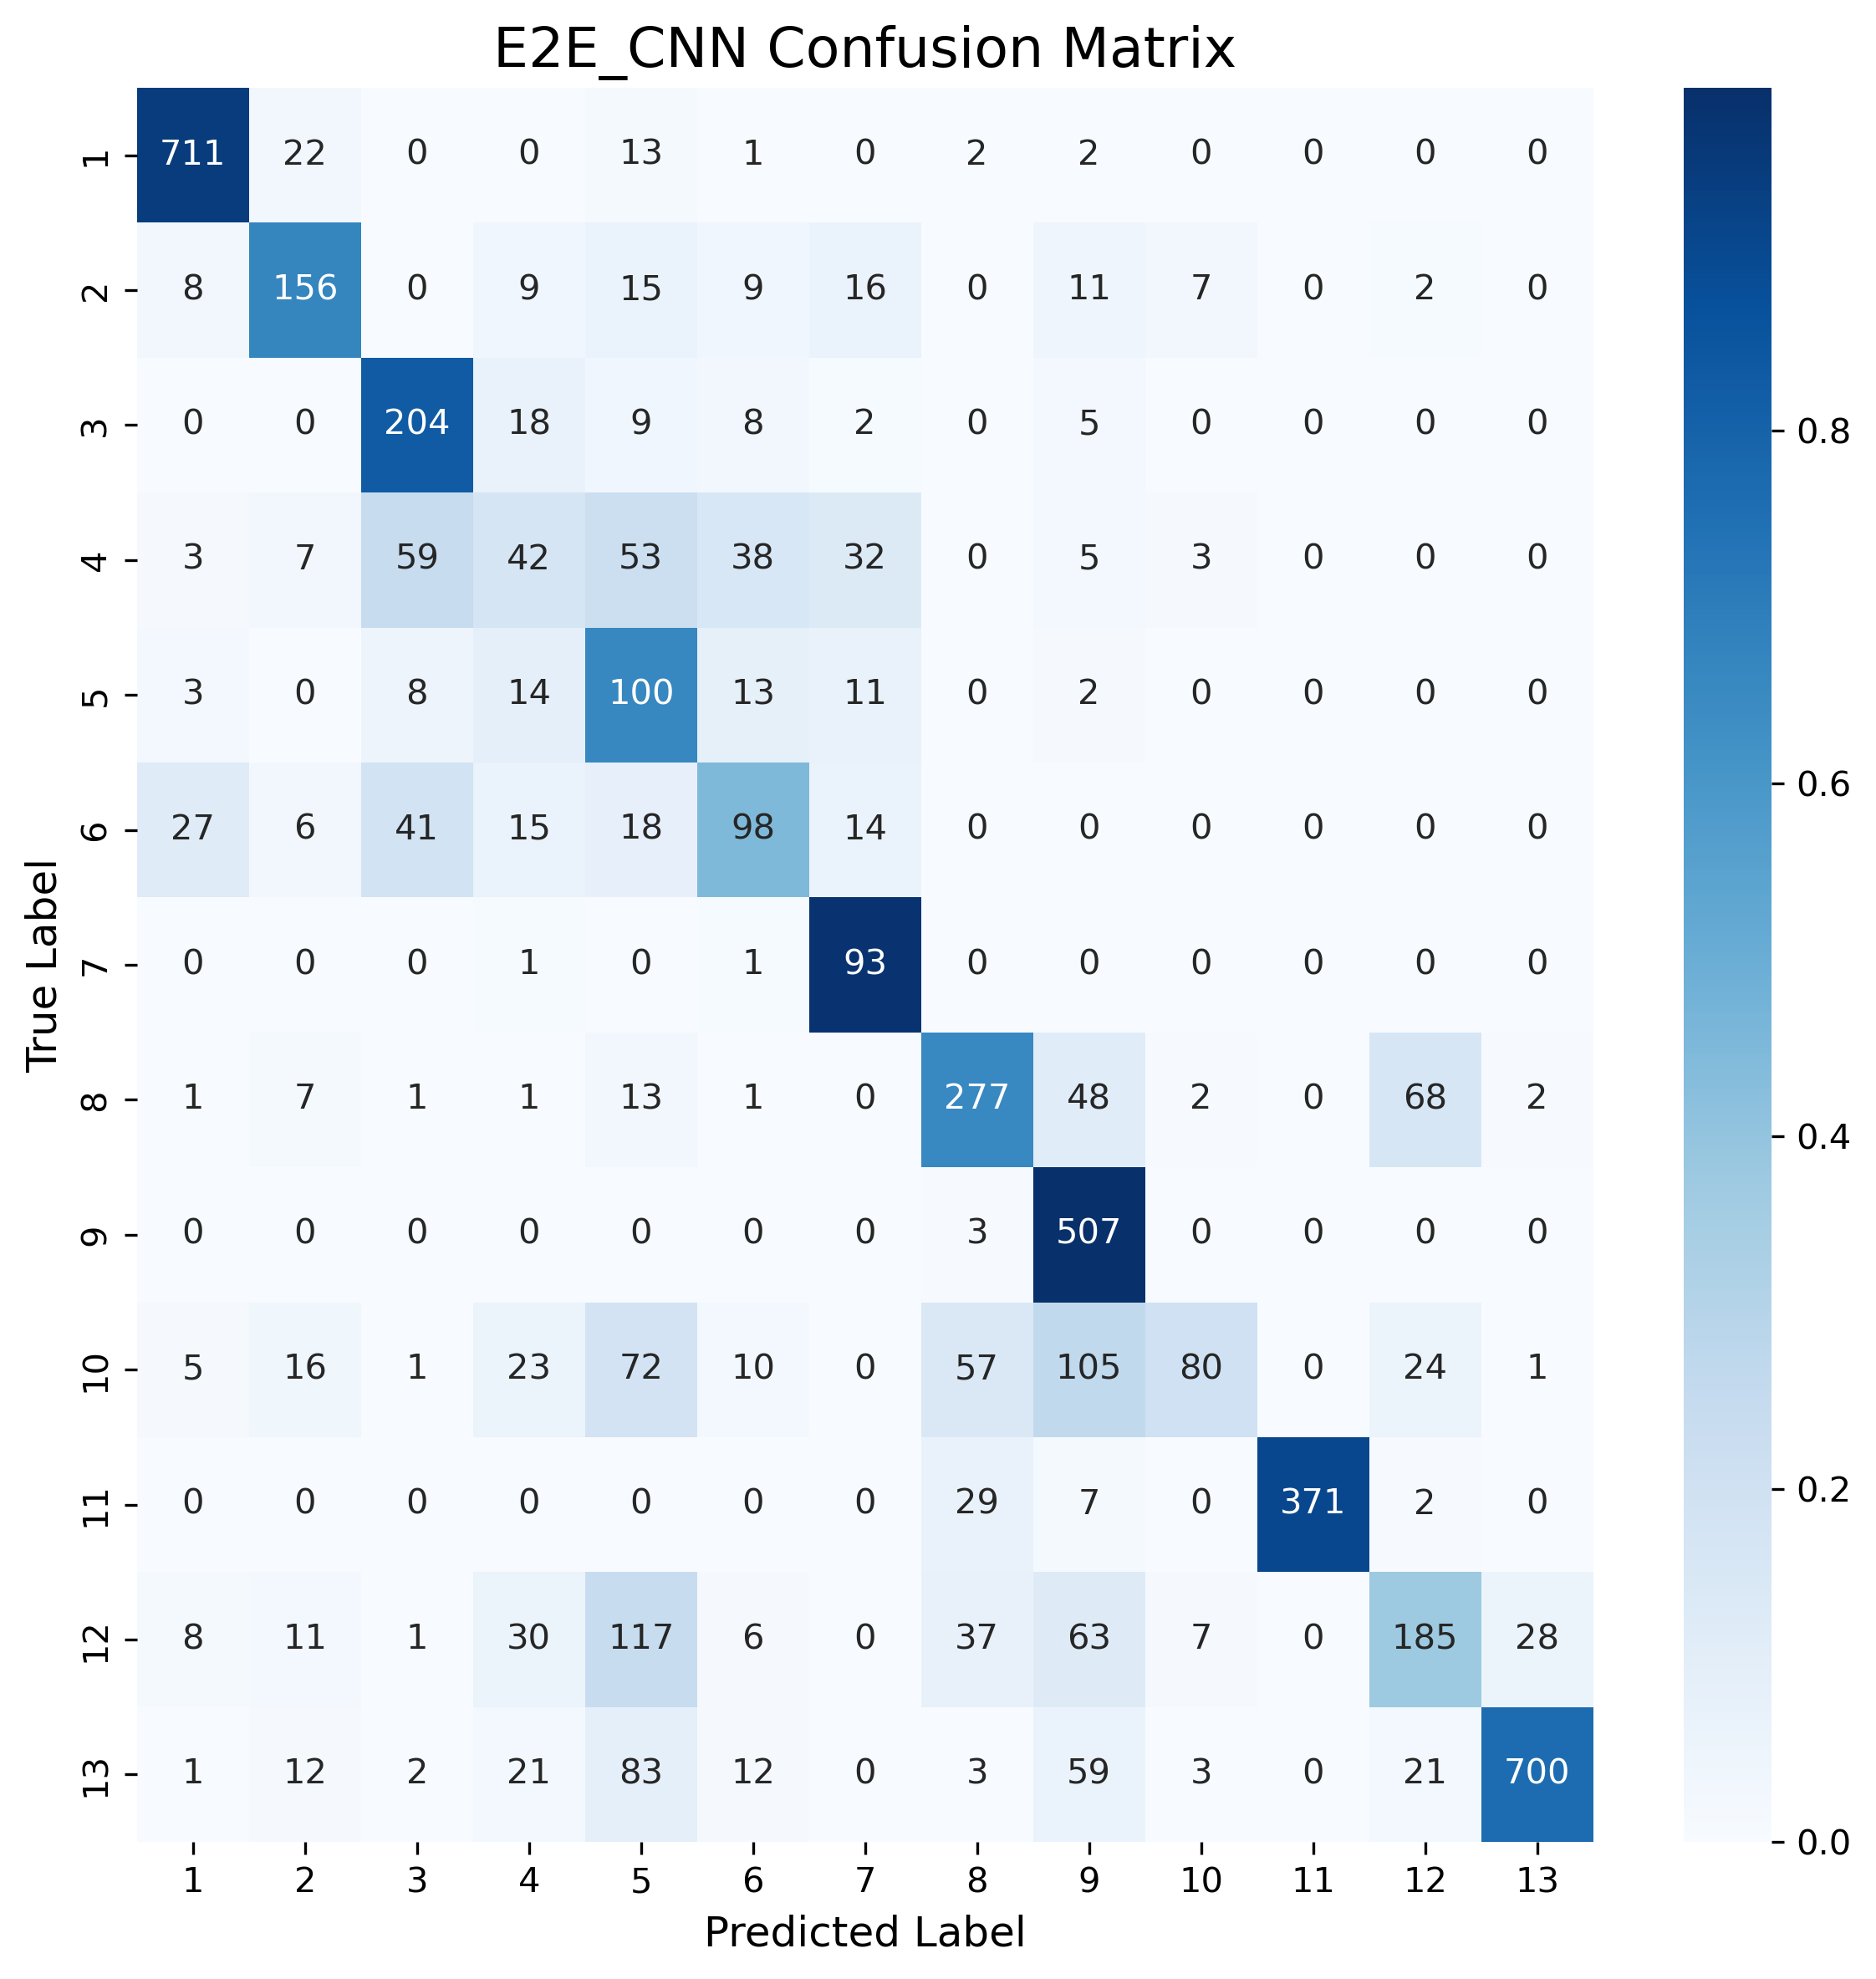 E2E_CNN Confusion Matrix
1 711 22 0 0 13 1 0 2 2 0 0 0 0
2 8 156 0 9 15 9 16 0 11 7 0 2 0
3 0 0 204 18 9 8 2 0 5 0 0 0 0
0.8
4 3 7 59 42 53 38 32 0 5 3 0 0 0
5 3 0 8 14 100 13 11 0 2 0 0 0 0
0.6
6 27 6 41 15 18 98 14 0 0 0 0 0 0
True Label
7 0 0 0 1 0 1 93 0 0 0 0 0 0
8 1 7 1 1 13 1 0 277 48 2 0 68 2
0.4
9 0 0 0 0 0 0 0 3 507 0 0 0 0
10 5 16 1 23 72 10 0 57 105 80 0 24 1
0.2
11 0 0 0 0 0 0 0 29 7 0 371 2 0
12 8 11 1 30 117 6 0 37 63 7 0 185 28
13 1 12 2 21 83 12 0 3 59 3 0 21 700
0.0
1 2 3 4 5 6 7 8 9 10 11 12 13
Predicted Label